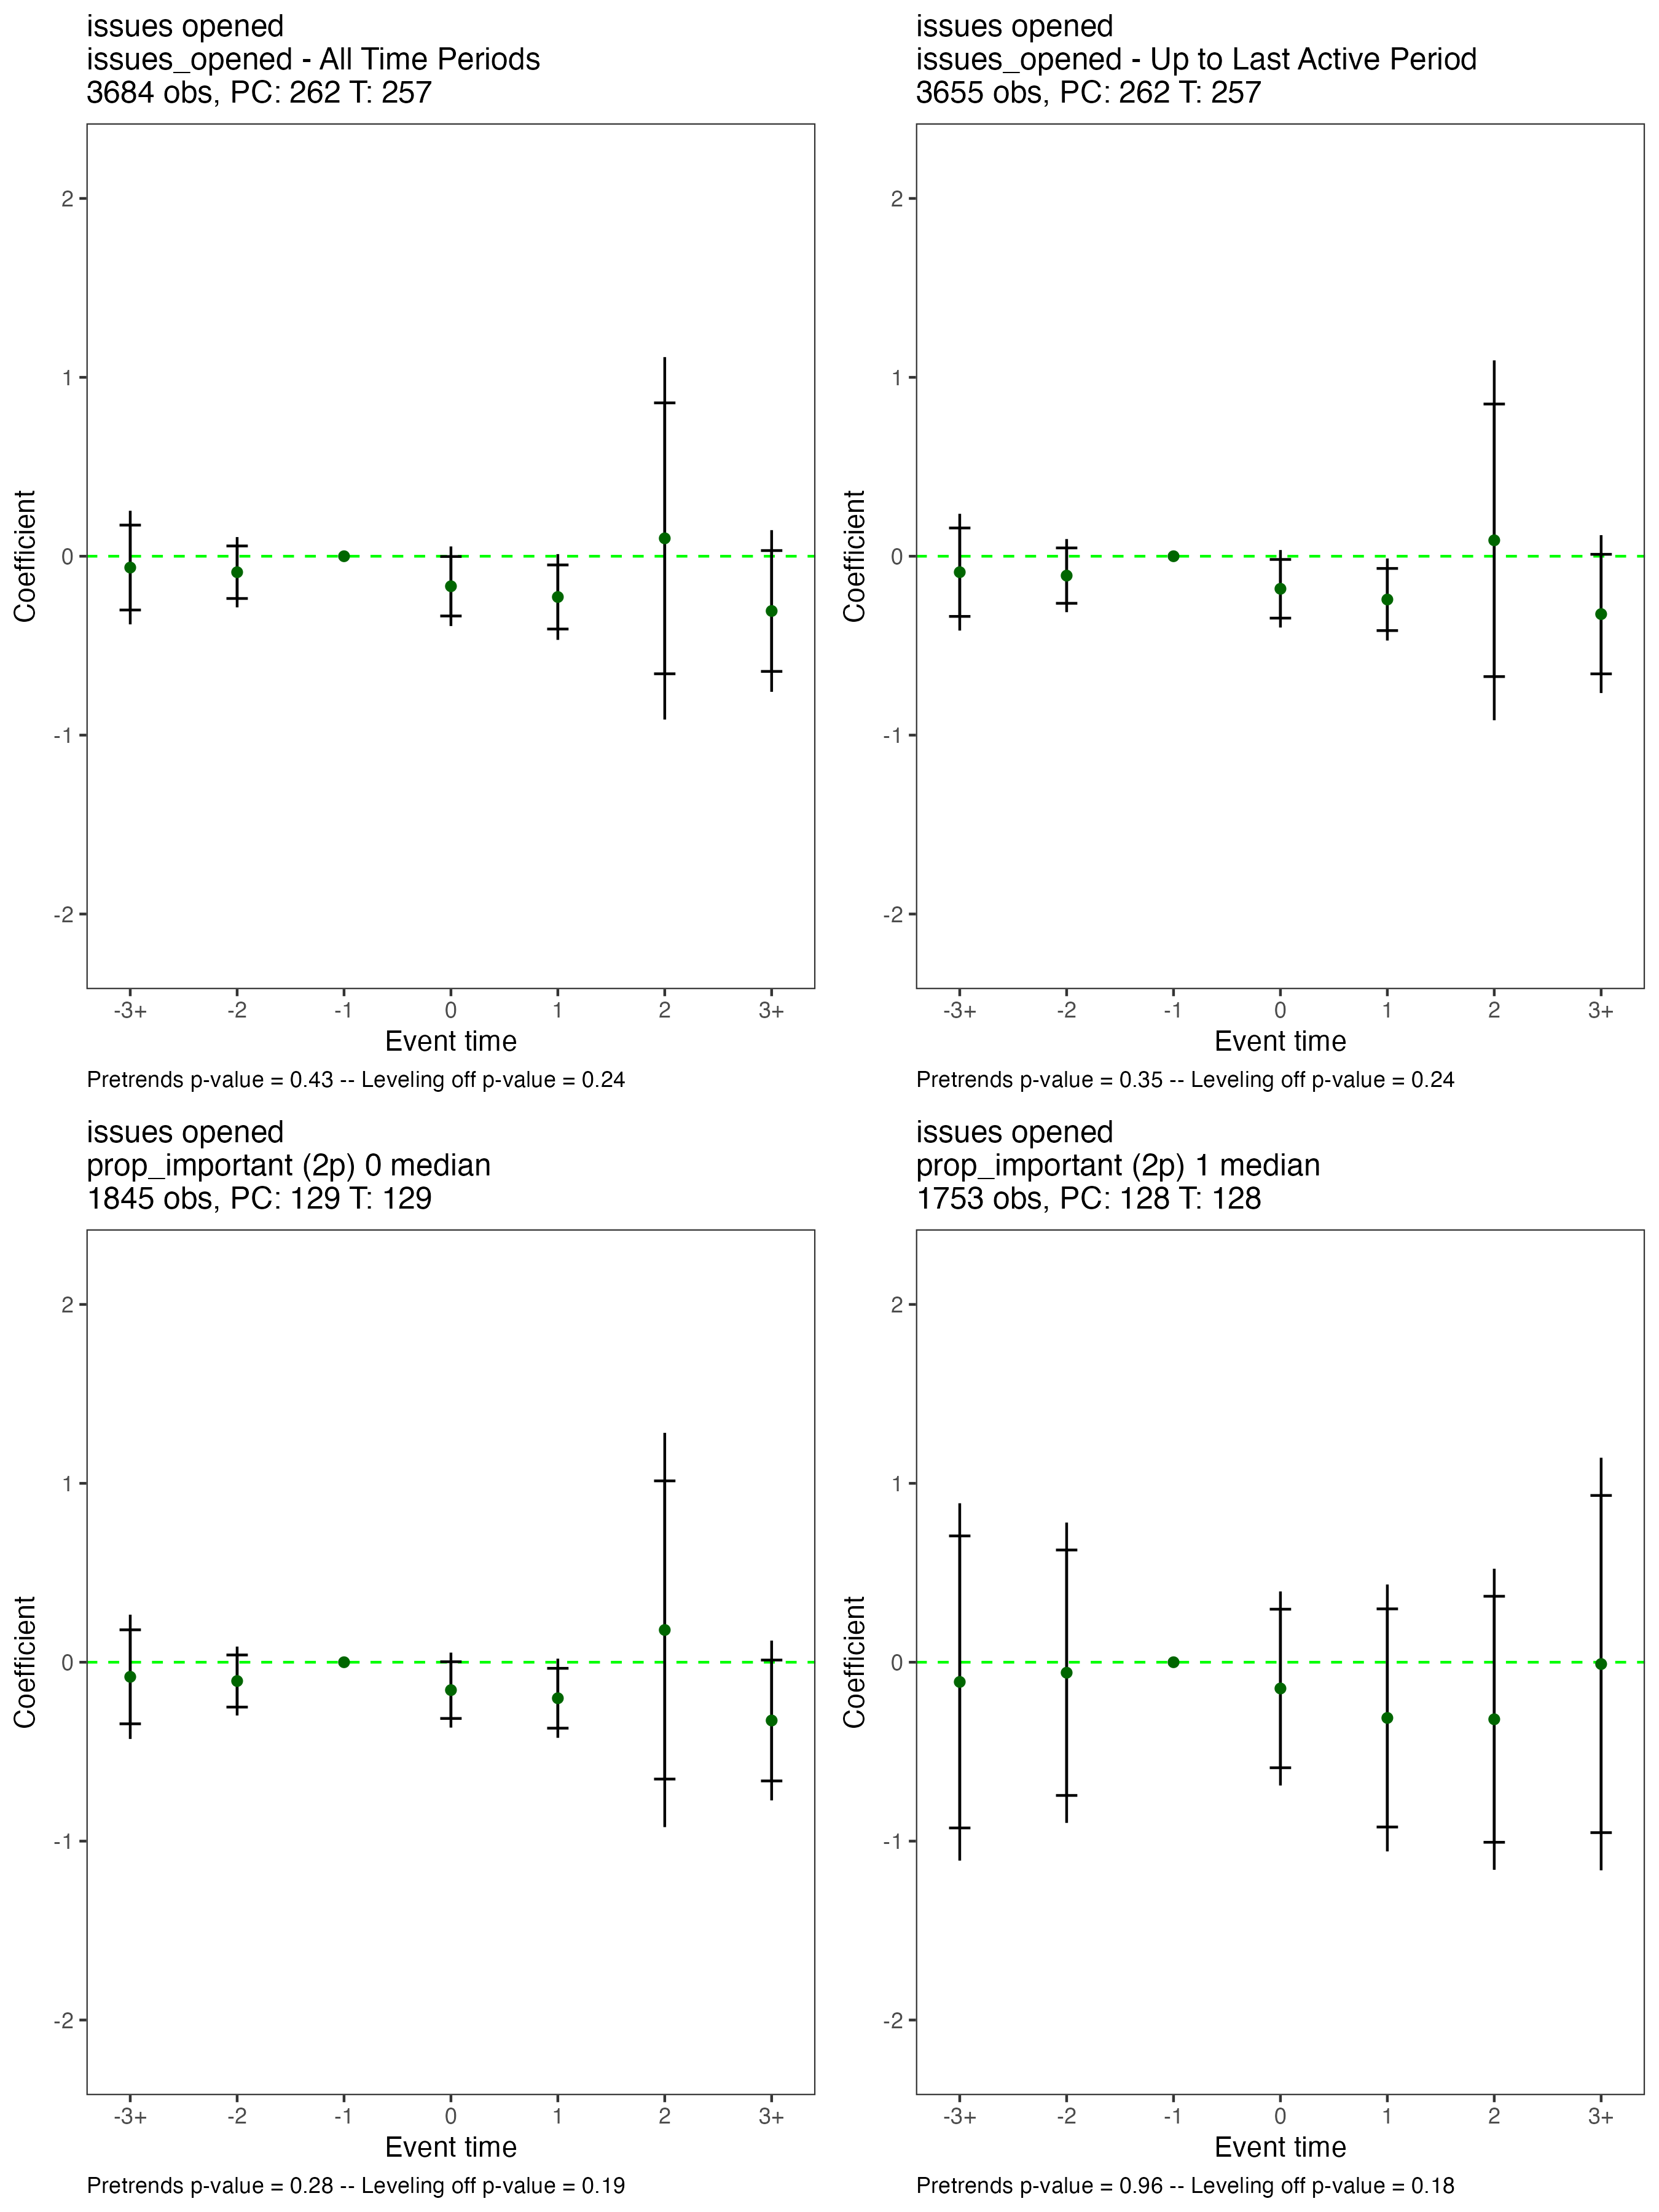 issues opened
issues_opened - All Time Periods
3684 obs, PC: 262 T: 257
Coefficient
2
1
0
-1
-2
-3+ -2 -1 0 1 2 3+
Event time
Pretrends p-value = 0.43 -- Leveling off p-value = 0.24
issues opened
issues_opened - Up to Last Active Period
3655 obs, PC: 262 T: 257
Coefficient
2
1
0
-1
-2
-3+ -2 -1 0 1 2 3+
Event time
Pretrends p-value = 0.35 -- Leveling off p-value = 0.24
issues opened
prop_important (2p) 0 median
1845 obs, PC: 129 T: 129
Coefficient
2
1
0
-1
-2
-3+ -2 -1 0 1 2 3+
Event time
Pretrends p-value = 0.28 -- Leveling off p-value = 0.19
issues opened
prop_important (2p) 1 median
1753 obs, PC: 128 T: 128
Coefficient
2
1
0
-1
-2
-3+ -2 -1 0 1 2 3+
Event time
Pretrends p-value = 0.96 -- Leveling off p-value = 0.18